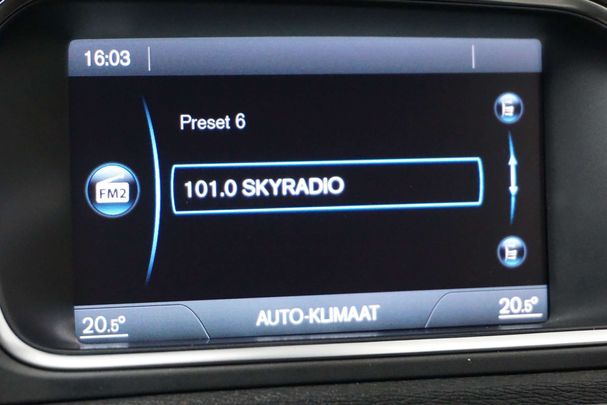 16:03
Preset 6
FM2
101.0 SKYRADIO
20.5°
AUTO-KLIMAAT
20.5°